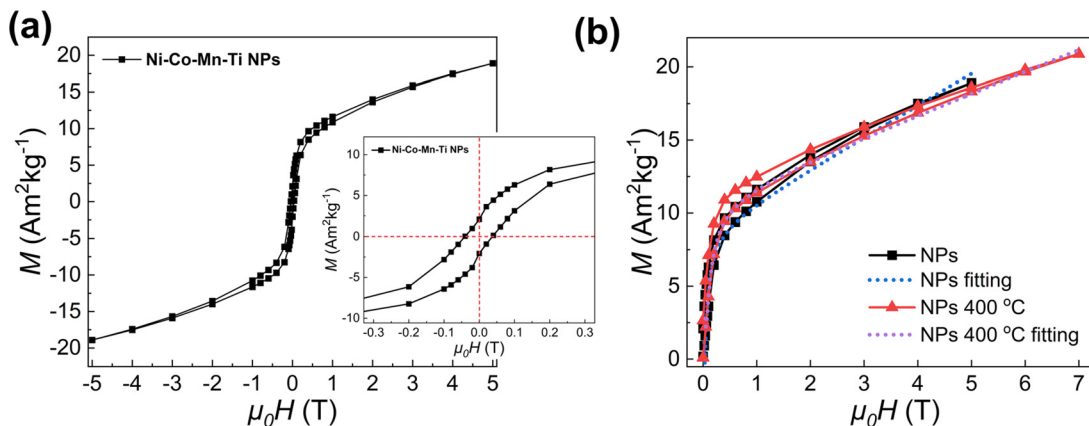 (a)
Ni-Co-Mn-Ti NPs
M (Am²kg⁻¹)
20
15
10
5
0
-5
-10
-15
-20
-5 -4 -3 -2 -1 0 1 2 3 4 5
μ₀H (T)
Ni-Co-Mn-Ti NPs
M (Am²kg⁻¹)
10
5
0
-5
-10
-0.3 -0.2 -0.1 0.0 0.1 0.2 0.3
μ₀H (T)
(b)
M (Am²kg⁻¹)
20
15
10
5
0
NPs
NPs fitting
NPs 400 °C
NPs 400 °C fitting
0 1 2 3 4 5 6 7
μ₀H (T)